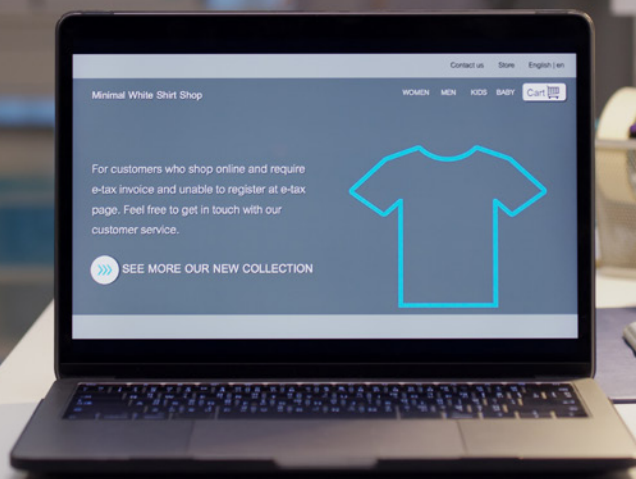 Contact us Store English | en
Minimal White Shirt Shop WOMEN MEN KIDS BABY Cart
For customers who shop online and require
e-tax invoice and unable to register at e-tax
page. Feel free to get in touch with our
customer service.
SEE MORE OUR NEW COLLECTION